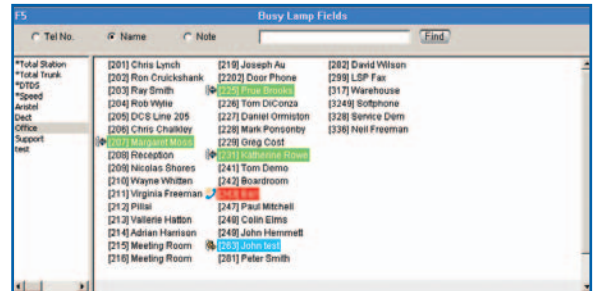 F5
Busy Lamp Fields
Tel No.
Name
Note
Find
*Total Station
*Total Trunk
*DTDS
*Speed
Aristel
Dect
Office
Support
test
[201] Chris Lynch
[202] Ron Cruickshank
[203] Ray Smith
[204] Rob Wylie
[205] DCS Line 205
[206] Chris Chalkley
[207] Margaret Moss
[208] Reception
[209] Nicolas Shores
[210] Wayne Whitten
[211] Virginia Freeman
[212] Pillai
[213] Vallerie Hatton
[214] Adrian Harrison
[215] Meeting Room
[216] Meeting Room
[219] Joseph Au
[2202] Door Phone
[225] Prue Brooks
[226] Tom DiConza
[227] Daniel Ormiston
[228] Mark Ponsonby
[229] Greg Cost
[231] Katherine Rowe
[241] Tom Demo
[242] Boardroom
[247] Paul Mitchell
[248] Colin Elms
[249] John Hemmett
[263] John test
[281] Peter Smith
[282] David Wilson
[299] LSP Fax
[317] Warehouse
[3249] Softphone
[328] Service Dem
[336] Neil Freeman